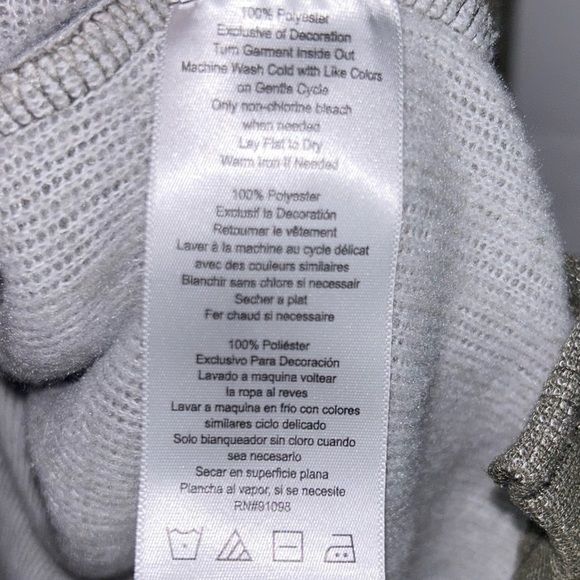 100% Polyester
Exclusive of Decoration
Turn Garment Inside Out
Machine Wash Cold with Like Colors
on Gentle Cycle
Only non-chlorine bleach
when needed
Lay Flat to Dry
Warm Iron If Needed
100% Polyester
Exclusif la Decoration
Retourner le vêtement
Laver à la machine au cycle délicat
avec des couleurs similaires
Blanchir sans chlore si necessair
Secher a plat
Fer chaud si necessaire
100% Poliéster
Exclusivo Para Decoración
Lavado a maquina voltear
la ropa al reves
Lavar a maquina en frío con colores
similares ciclo delicado
Solo bianqueador sin cloro cuando
sea necesario
Secar en superficie plana
Plancha al vapor, si se necesite
RN#91098